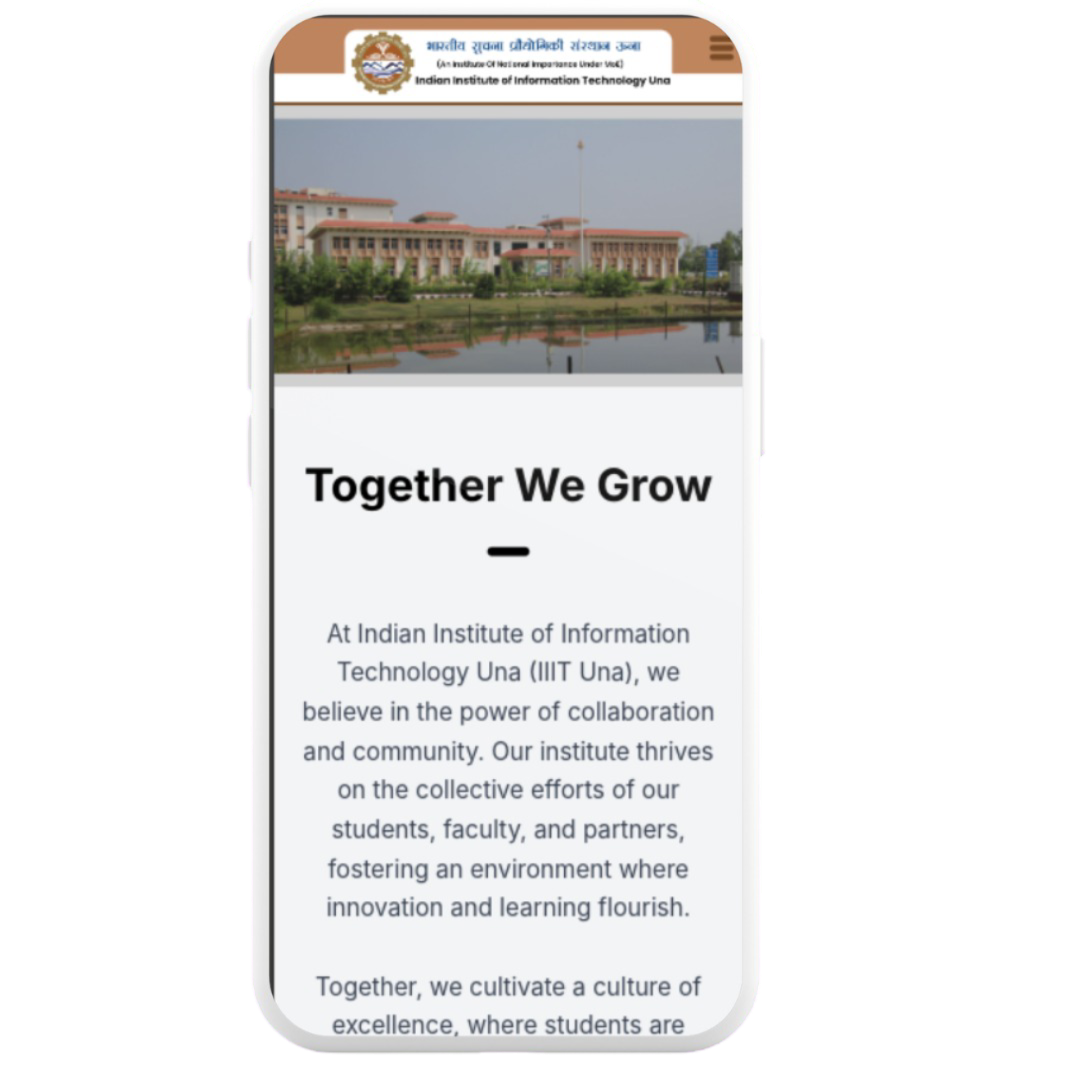 भारतीय सूचना प्रौद्योगिकी संस्थान ऊना
(An Institute Of National Importance Under MoE)
Indian Institute of Information Technology Una
Together We Grow
At Indian Institute of Information
Technology Una (IIIT Una), we
believe in the power of collaboration
and community. Our institute thrives
on the collective efforts of our
students, faculty, and partners,
fostering an environment where
innovation and learning flourish.
Together, we cultivate a culture of
excellence, where students are